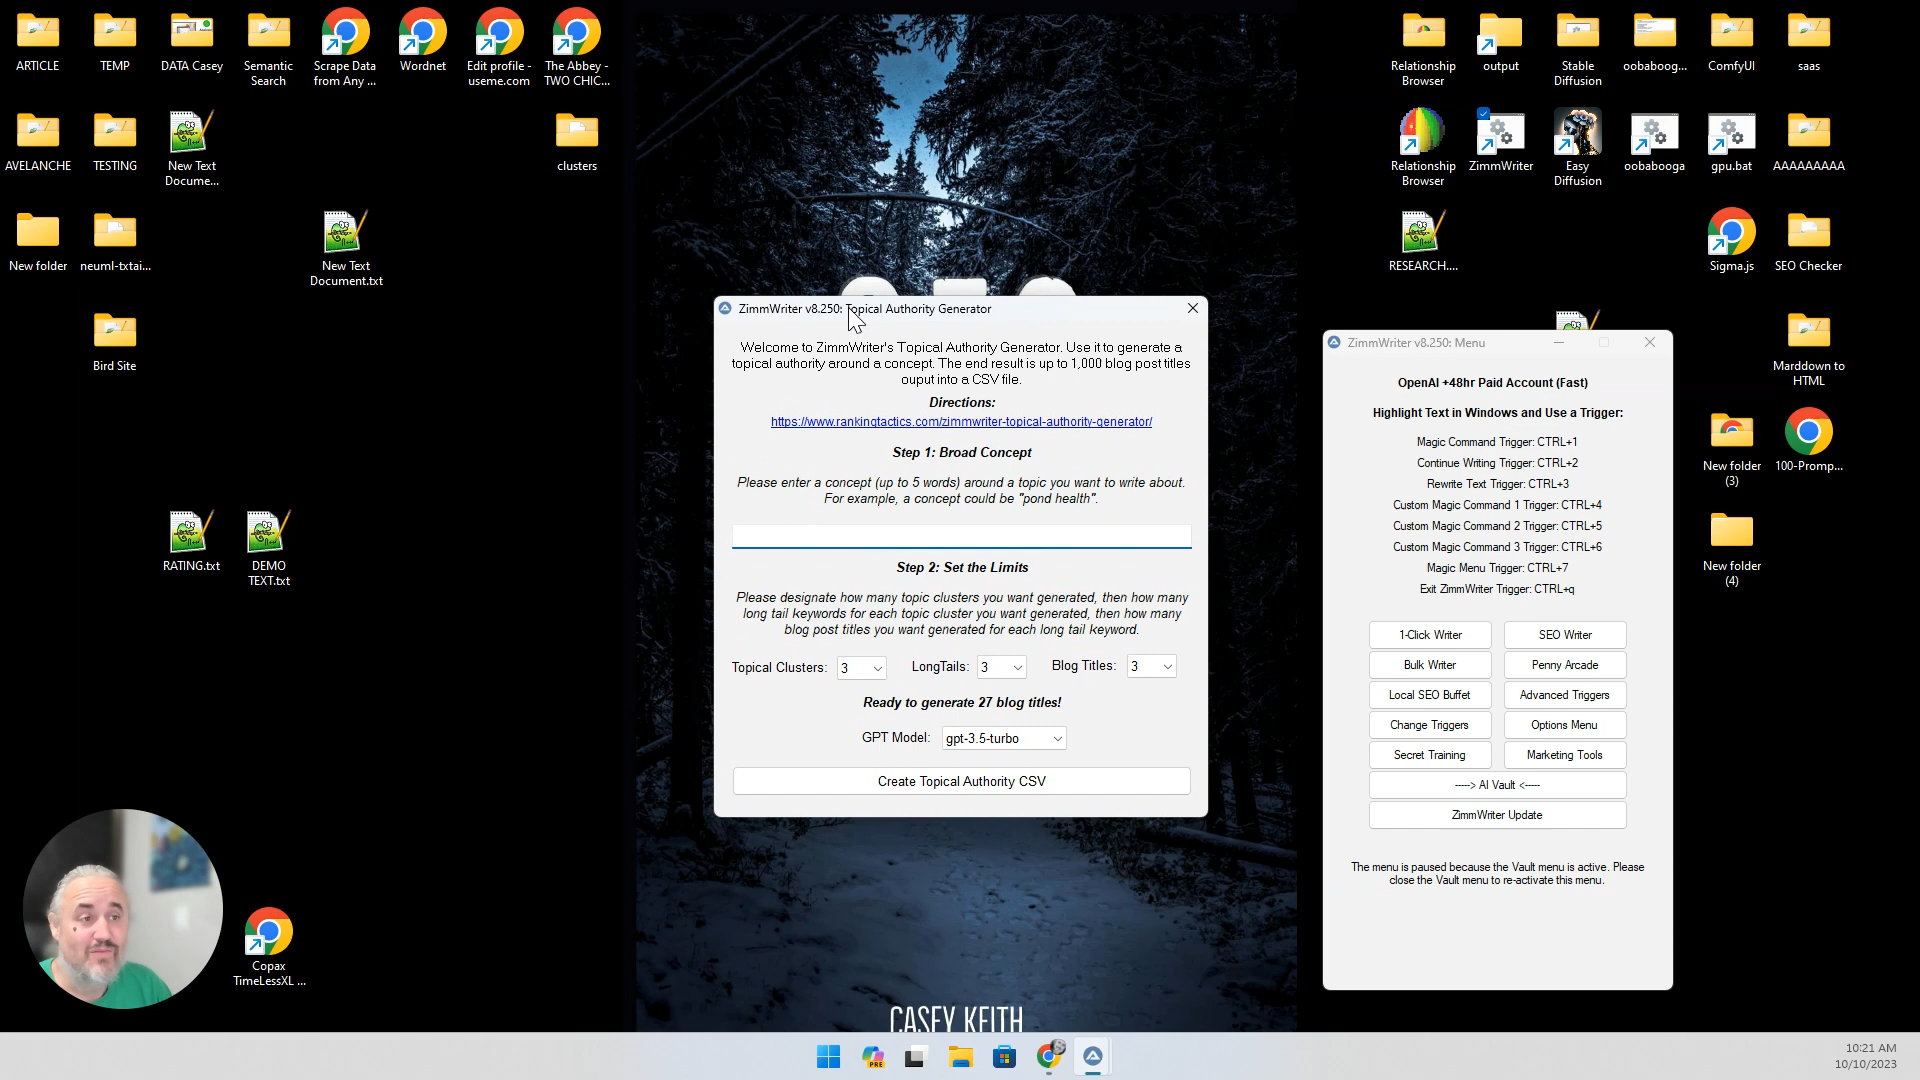 ARTICLE
TEMP
DATA Casey
Semantic
Search
Scrape Data
from Any ...
Wordnet
Edit profile -
useme.com
The Abbey -
TWO CHIC...
AVELANCHE
TESTING
New Text
Docume...
clusters
New folder
neuml-txtai...
New Text
Document.txt
Bird Site
RATING.txt
DEMO
TEXT.txt
Copax
TimeLessXL ...
ZimmWriter v8.250: Topical Authority Generator
Welcome to ZimmWriter's Topical Authority Generator. Use it to generate a
topical authority around a concept. The end result is up to 1,000 blog post titles
ouput into a CSV file.
Directions:
https://www.rankingtactics.com/zimmwriter-topical-authority-generator/
Step 1: Broad Concept
Please enter a concept (up to 5 words) around a topic you want to write about.
For example, a concept could be "pond health".
Step 2: Set the Limits
Please designate how many topic clusters you want generated, then how many
long tail keywords for each topic cluster you want generated, then how many
blog post titles you want generated for each long tail keyword.
Topical Clusters: 3 LongTails: 3 Blog Titles: 3
Ready to generate 27 blog titles!
GPT Model: gpt-3.5-turbo
Create Topical Authority CSV
CASEY KEITH
Relationship
Browser
output
Stable
Diffusion
oobaboog...
ComfyUI
saas
Relationship
Browser
ZimmWriter
Easy
Diffusion
oobabooga
gpu.bat
AAAAAAAAA
RESEARCH....
Sigma.js
SEO Checker
Marddown to
HTML
New folder
(3)
100-Promp...
New folder
(4)
ZimmWriter v8.250: Menu
OpenAI +48hr Paid Account (Fast)
Highlight Text in Windows and Use a Trigger:
Magic Command Trigger: CTRL+1
Continue Writing Trigger: CTRL+2
Rewrite Text Trigger: CTRL+3
Custom Magic Command 1 Trigger: CTRL+4
Custom Magic Command 2 Trigger: CTRL+5
Custom Magic Command 3 Trigger: CTRL+6
Magic Menu Trigger: CTRL+7
Exit ZimmWriter Trigger: CTRL+q
1-Click Writer SEO Writer
Bulk Writer Penny Arcade
Local SEO Buffet Advanced Triggers
Change Triggers Options Menu
Secret Training Marketing Tools
-----> AI Vault <-----
ZimmWriter Update
The menu is paused because the Vault menu is active. Please
close the Vault menu to re-activate this menu.
PRE
10:21 AM
10/10/2023